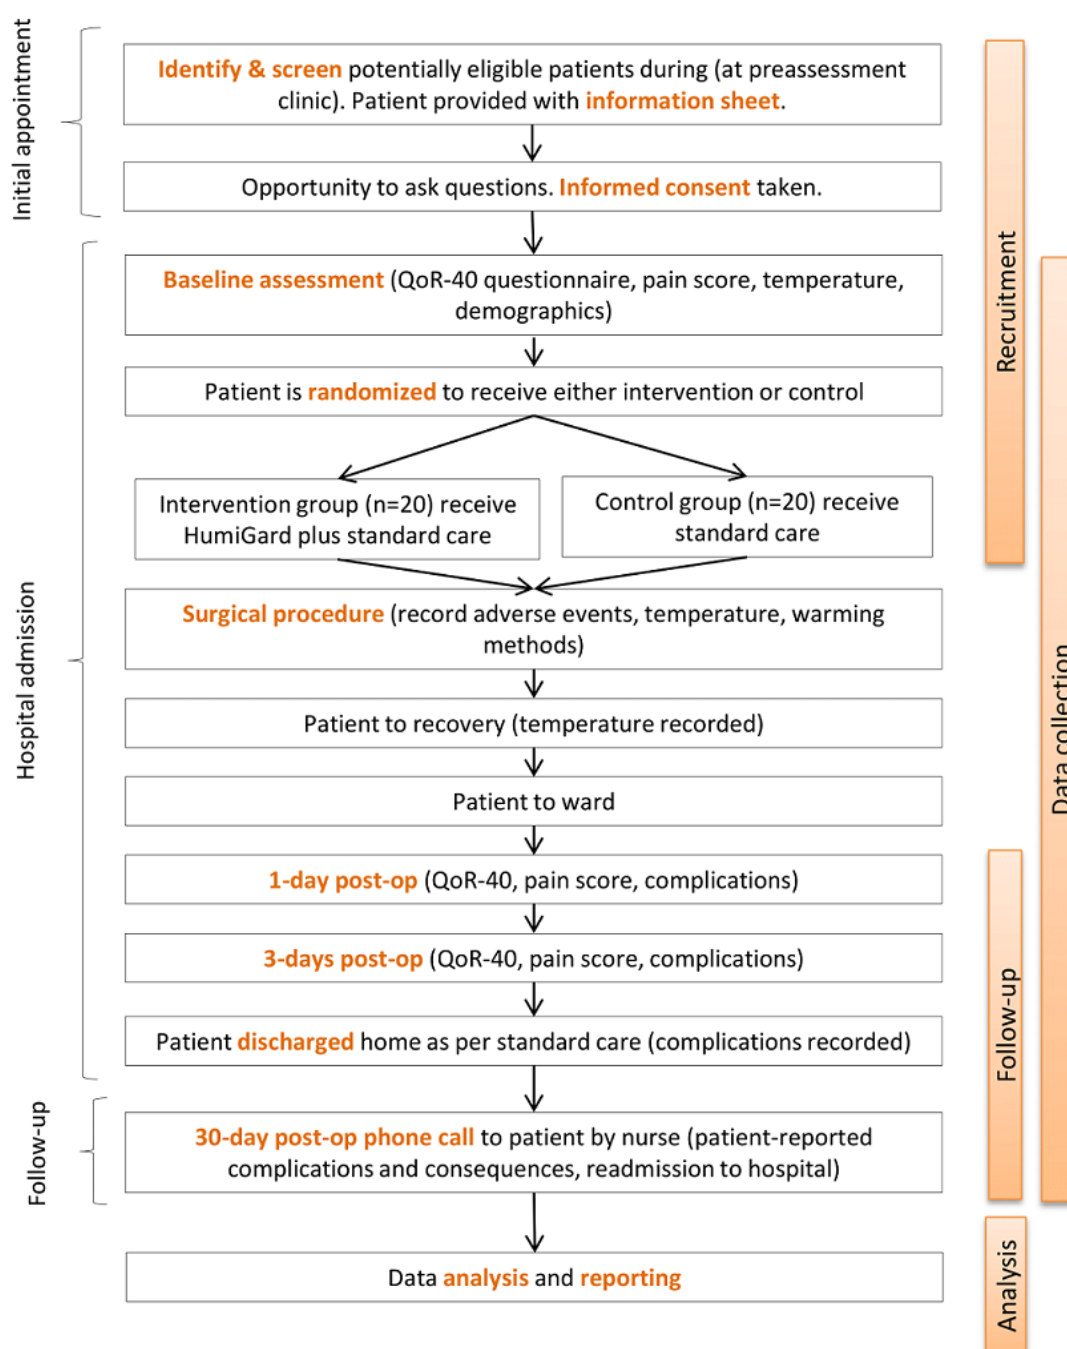 Initial appointment
Identify & screen potentially eligible patients during (at preassessment
clinic). Patient provided with information sheet.
Opportunity to ask questions. Informed consent taken.
Recruitment
Hospital admission
Baseline assessment (QoR-40 questionnaire, pain score, temperature,
demographics)
Patient is randomized to receive either intervention or control
Intervention group (n=20) receive
HumiGard plus standard care
Control group (n=20) receive
standard care
Surgical procedure (record adverse events, temperature, warming
methods)
Patient to recovery (temperature recorded)
Data collection
Patient to ward
1-day post-op (QoR-40, pain score, complications)
3-days post-op (QoR-40, pain score, complications)
Patient discharged home as per standard care (complications recorded)
Follow-up
Follow-up
30-day post-op phone call to patient by nurse (patient-reported
complications and consequences, readmission to hospital)
Data analysis and reporting
Analysis